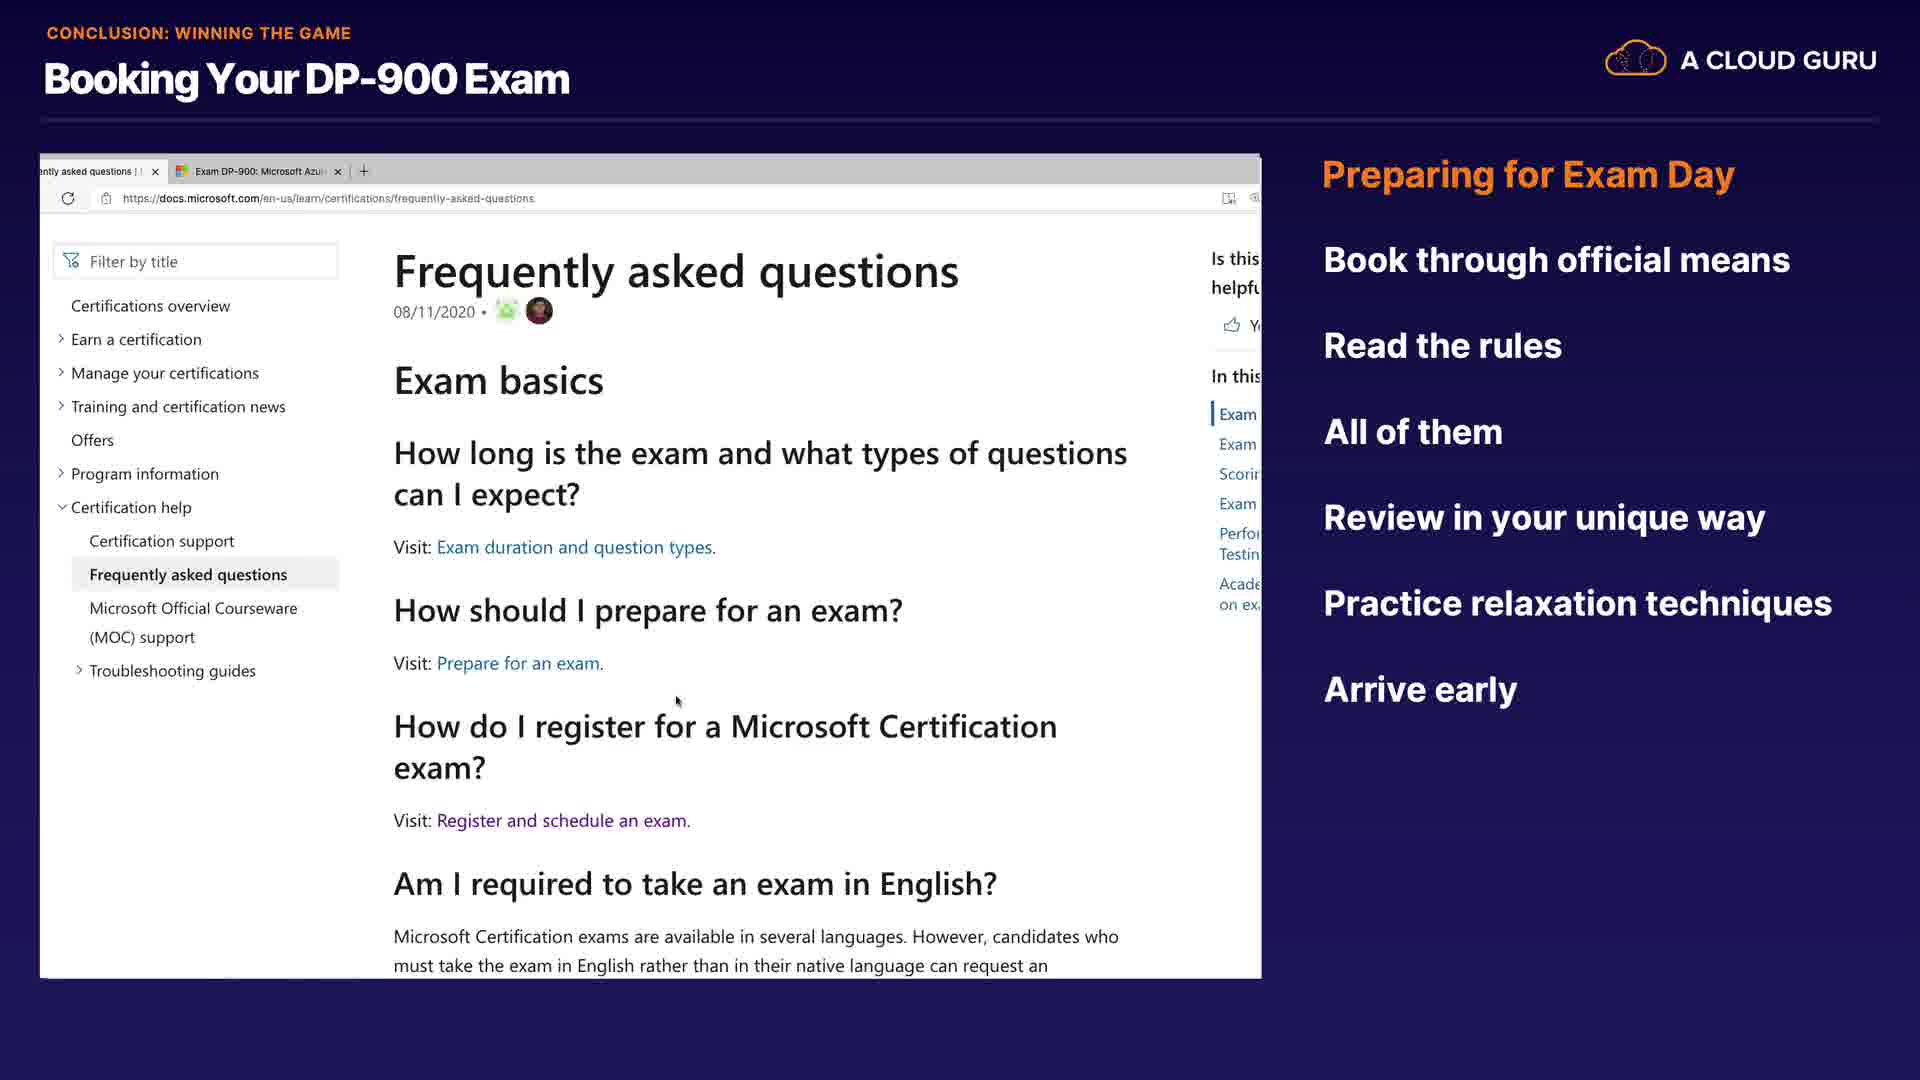 CONCLUSION: WINNING THE GAME
Booking Your DP-900 Exam
A CLOUD GURU
ently asked questions |
Exam DP-900: Microsoft Azu
https://docs.microsoft.com/en-us/learn/certifications/frequently-asked-questions
Filter by title
Certifications overview
Earn a certification
Manage your certifications
Training and certification news
Offers
Program information
Certification help
Certification support
Frequently asked questions
Microsoft Official Courseware
(MOC) support
Troubleshooting guides
Frequently asked questions
08/11/2020 •
Exam basics
How long is the exam and what types of questions
can I expect?
Visit: Exam duration and question types.
How should I prepare for an exam?
Visit: Prepare for an exam.
How do I register for a Microsoft Certification
exam?
Visit: Register and schedule an exam.
Am I required to take an exam in English?
Microsoft Certification exams are available in several languages. However, candidates who
must take the exam in English rather than in their native language can request an
Is this
helpfu
Y
In this
Exam
Exam
Scorin
Exam
Perfor
Testin
Acade
on ex
Preparing for Exam Day
Book through official means
Read the rules
All of them
Review in your unique way
Practice relaxation techniques
Arrive early